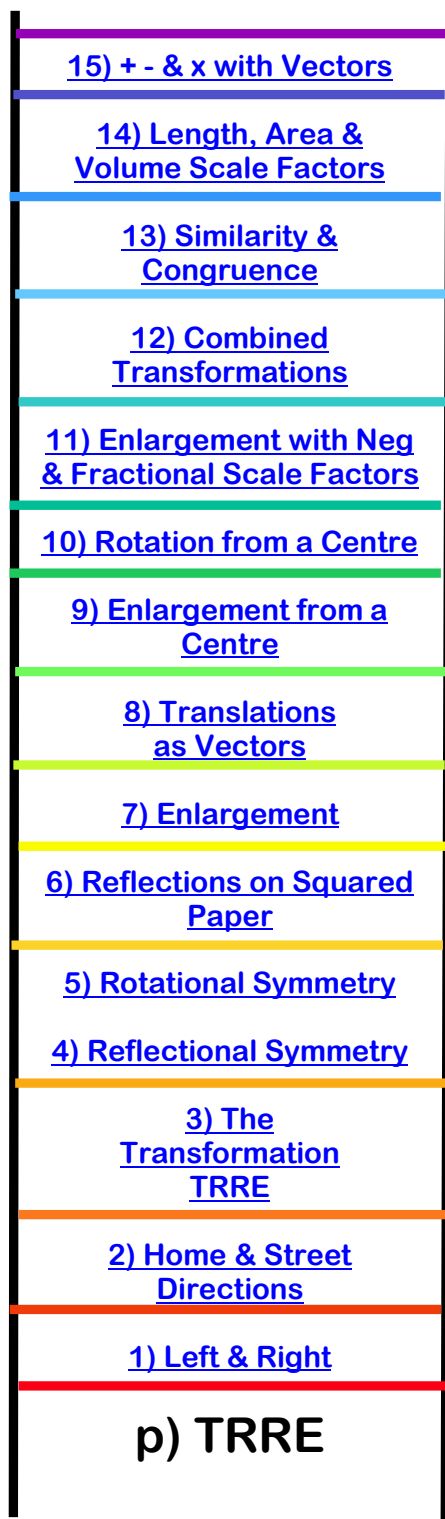 15) + - & x with Vectors
14) Length, Area &
Volume Scale Factors
13) Similarity &
Congruence
12) Combined
Transformations
11) Enlargement with Neg
& Fractional Scale Factors
10) Rotation from a Centre
9) Enlargement from a
Centre
8) Translations
as Vectors
7) Enlargement
6) Reflections on Squared
Paper
5) Rotational Symmetry
4) Reflectional Symmetry
3) The
Transformation
TRRE
2) Home & Street
Directions
1) Left & Right
p) TRRE